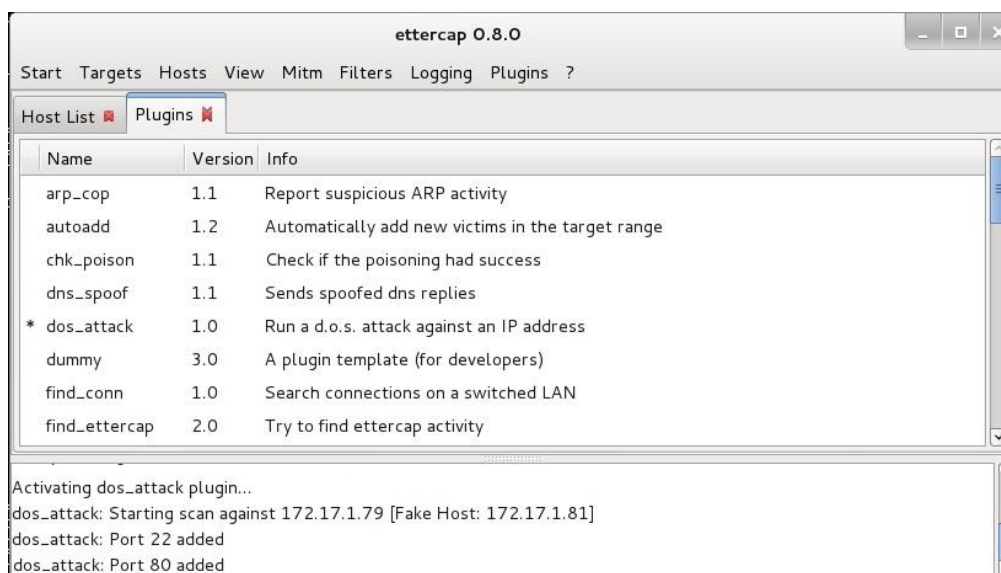 ettercap 0.8.0
Start Targets Hosts View Mitm Filters Logging Plugins ?
Host List Plugins
Name Version Info
arp_cop 1.1 Report suspicious ARP activity
autoadd 1.2 Automatically add new victims in the target range
chk_poison 1.1 Check if the poisoning had success
dns_spoof 1.1 Sends spoofed dns replies
* dos_attack 1.0 Run a d.o.s. attack against an IP address
dummy 3.0 A plugin template (for developers)
find_conn 1.0 Search connections on a switched LAN
find_ettercap 2.0 Try to find ettercap activity
Activating dos_attack plugin...
dos_attack: Starting scan against 172.17.1.79 [Fake Host: 172.17.1.81]
dos_attack: Port 22 added
dos_attack: Port 80 added